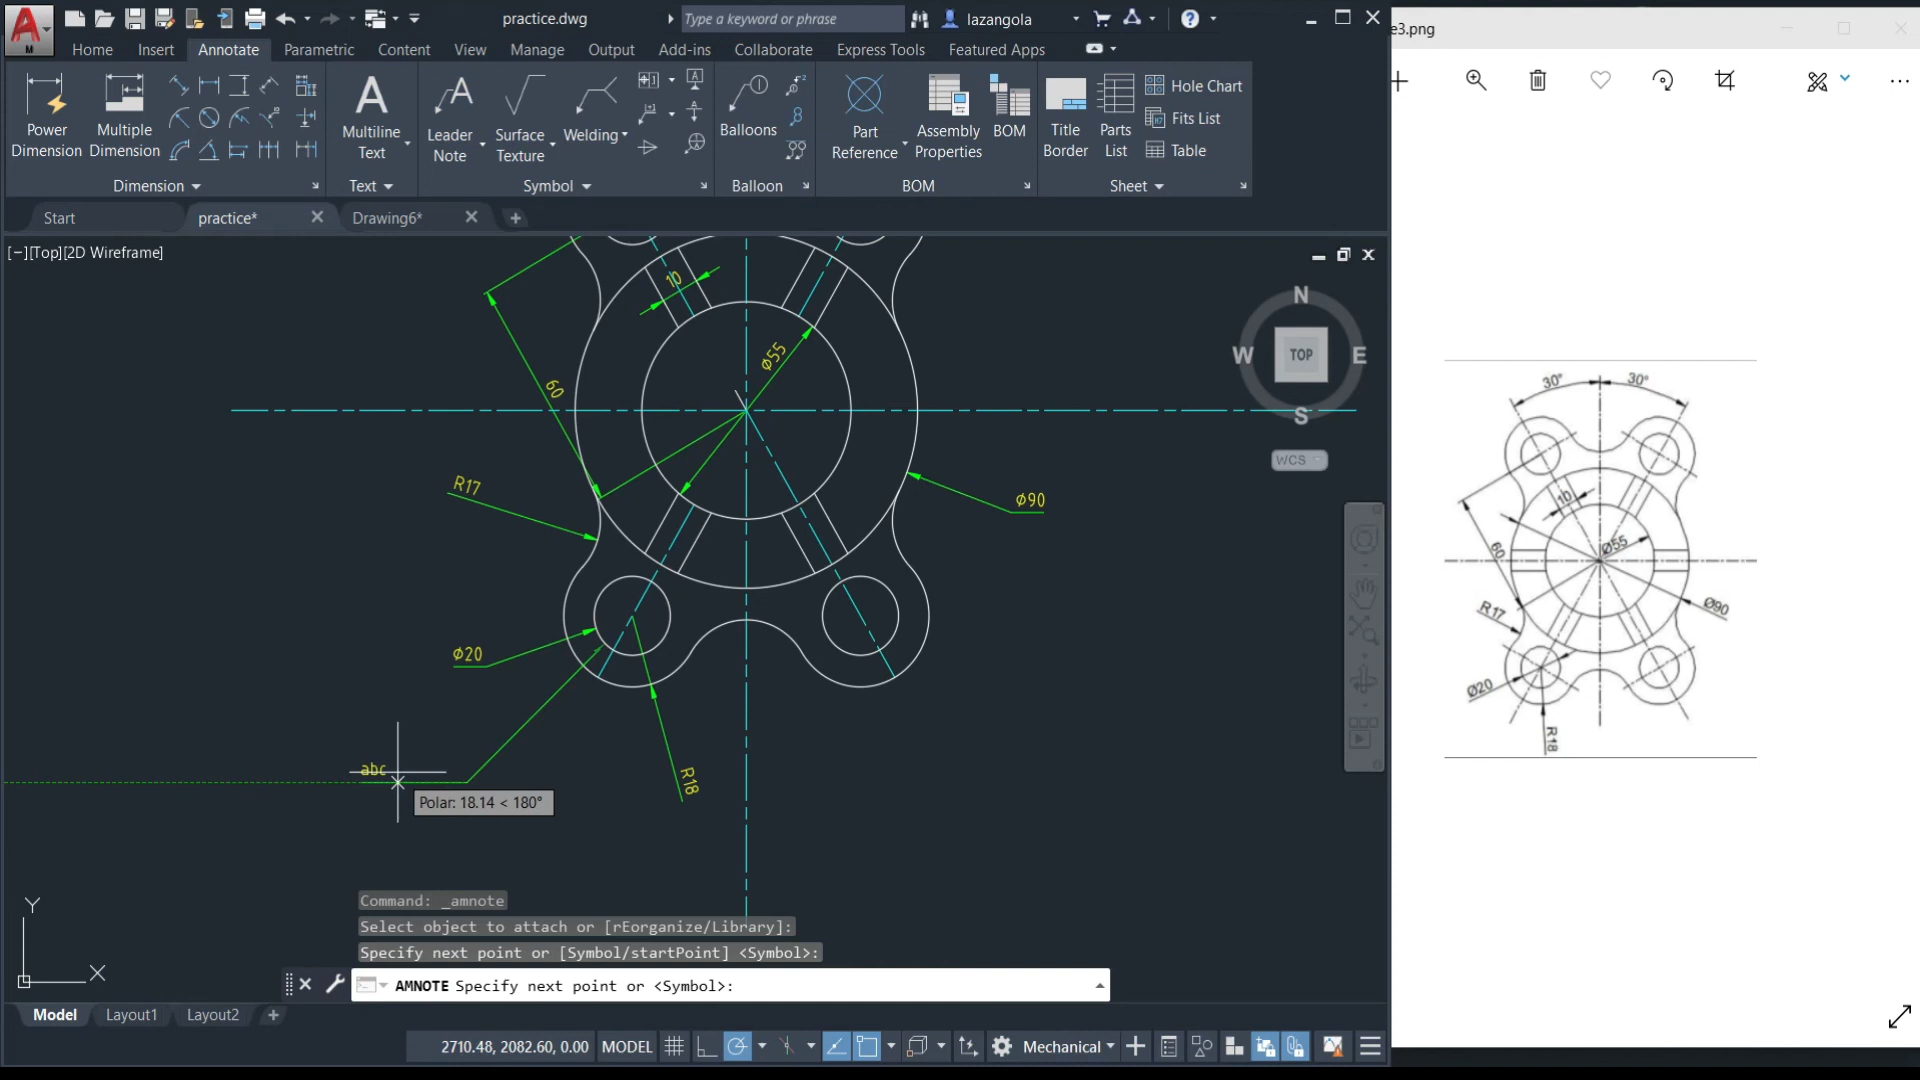 M
practice.dwg
Type a keyword or phrase
lazangola
e3.png
Home Insert Annotate Parametric Content View Manage Output Add-ins Collaborate Express Tools Featured Apps
Power Dimension
Multiple Dimension
Multiline Text
Leader Note
Surface Texture
Welding
Balloons
Part Reference
Assembly Properties
BOM
Title Border
Parts List
Hole Chart
Fits List
Table
Dimension Text Symbol Balloon BOM Sheet
Start practice* Drawing6*
[−][Top][2D Wireframe]
N
W TOP E
S
WCS
10
60
Ø55
R17
Ø90
Ø20
R18
abc
Polar: 18.14 < 180°
30° 30°
10
60
Ø55
Ø90
R17
Ø20
R18
Y
X
Command: _amnote
Select object to attach or [rEorganize/Library]:
Specify next point or [Symbol/startPoint] <Symbol>:
AMNOTE Specify next point or <Symbol>:
Model Layout1 Layout2
2710.48, 2082.60, 0.00 MODEL Mechanical